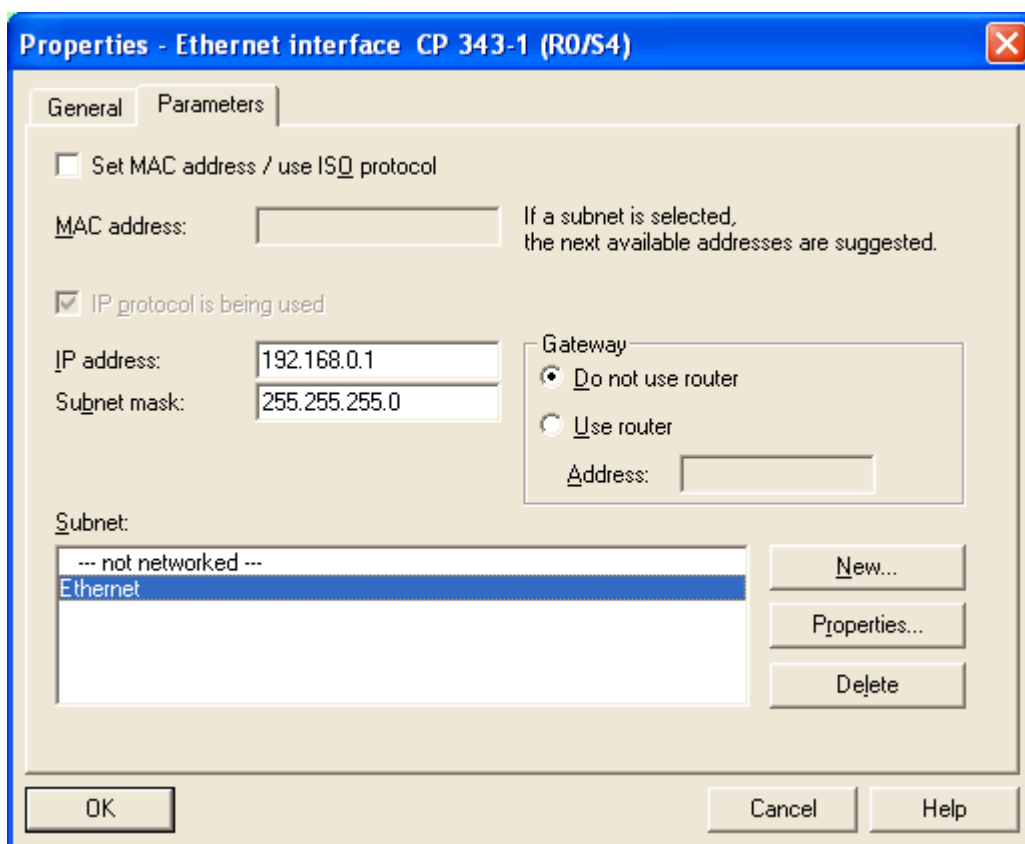 Properties - Ethernet interface CP 343-1 (R0/S4)
General
Parameters
Set MAC address / use ISO protocol
MAC address:
If a subnet is selected,
the next available addresses are suggested.
IP protocol is being used
IP address:
192.168.0.1
Subnet mask:
255.255.255.0
Gateway
Do not use router
Use router
Address:
Subnet:
--- not networked ---
Ethernet
New...
Properties...
Delete
OK
Cancel
Help